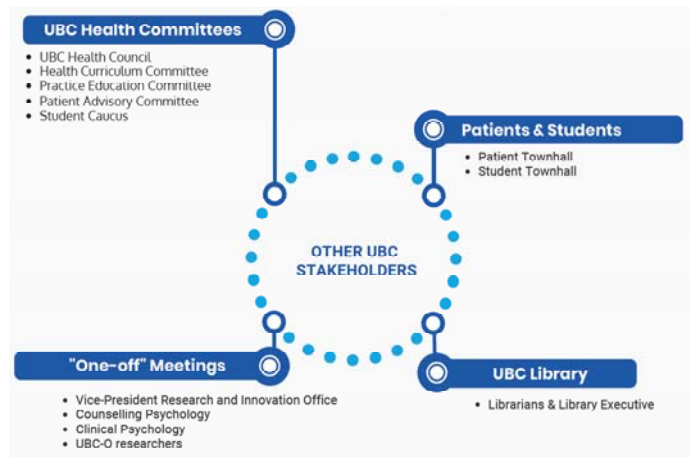 UBC Health Committees
• UBC Health Council
• Health Curriculum Committee
• Practice Education Committee
• Patient Advisory Committee
• Student Caucus
Patients & Students
• Patient Townhall
• Student Townhall
OTHER UBC
STAKEHOLDERS
"One-off" Meetings
• Vice-President Research and Innovation Office
• Counselling Psychology
• Clinical Psychology
• UBC-O researchers
UBC Library
• Librarians & Library Executive